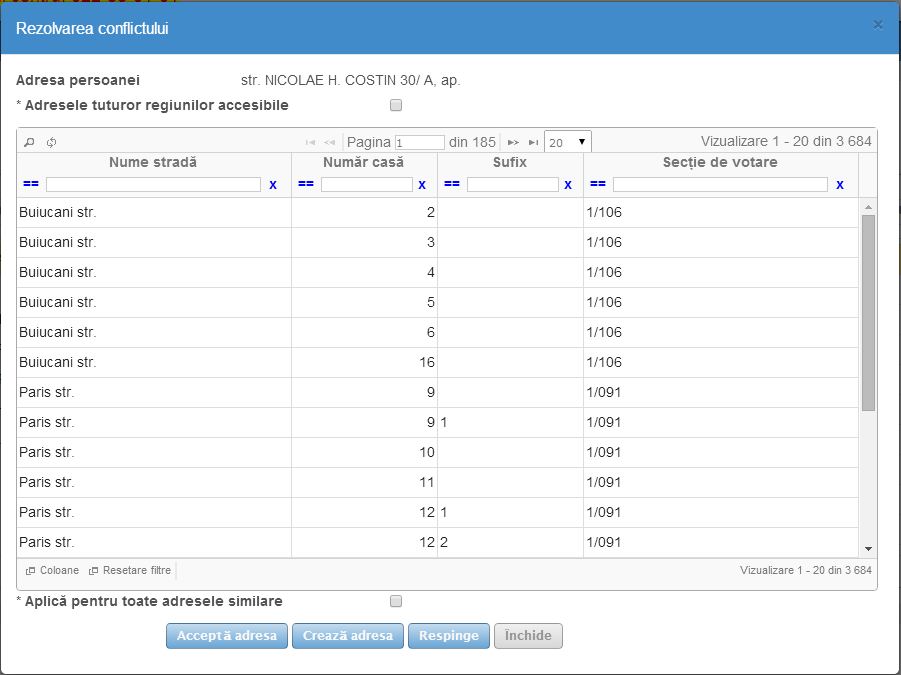 Rezolvarea conflictului ×
Adresa persoanei str. NICOLAE H. COSTIN 30/ A, ap.
* Adresele tuturor regiunilor accesibile
Pagina 1 din 185 20 Vizualizare 1 - 20 din 3 684
Nume stradă Număr casă Sufix Secție de votare
== x == x == x == x
Buiucani str. 2 1/106
Buiucani str. 3 1/106
Buiucani str. 4 1/106
Buiucani str. 5 1/106
Buiucani str. 6 1/106
Buiucani str. 16 1/106
Paris str. 9 1/091
Paris str. 9 1 1/091
Paris str. 10 1/091
Paris str. 11 1/091
Paris str. 12 1 1/091
Paris str. 12 2 1/091
Coloane Resetare filtre Vizualizare 1 - 20 din 3 684
* Aplică pentru toate adresele similare
Acceptă adresa Crează adresa Respinge Închide